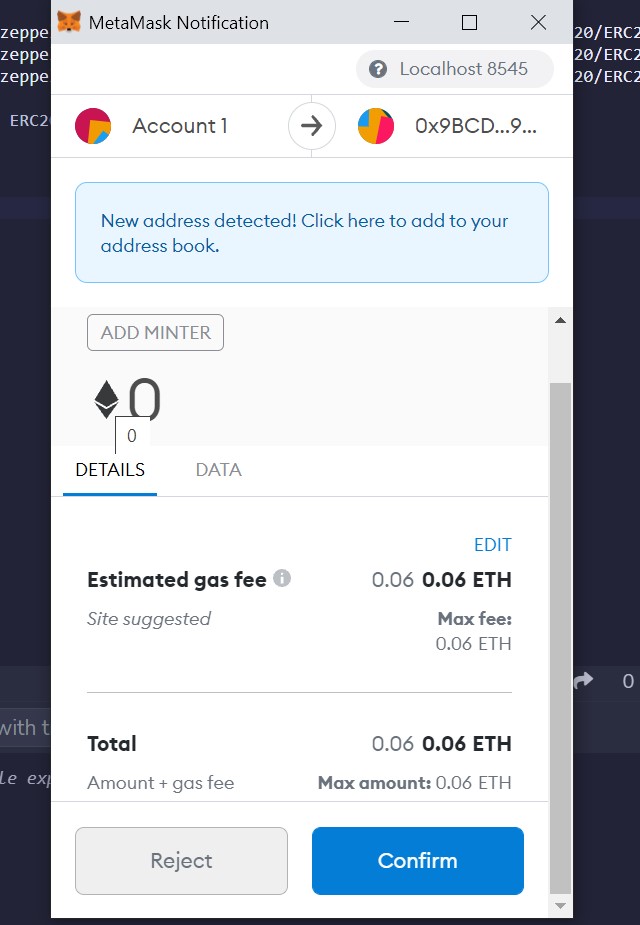 MetaMask Notification
zeppe
20/ERC2
zeppe
20/ERC2
zeppe
20/ERC2
Localhost 8545
ERC20
Account 1
0x9BCD...9...
New address detected! Click here to add to your
address book.
ADD MINTER
0
0
DETAILS
DATA
EDIT
Estimated gas fee
0.06 0.06 ETH
Site suggested
Max fee:
0.06 ETH
0
with t
Total
0.06 0.06 ETH
le exp
Amount + gas fee
Max amount: 0.06 ETH
Reject
Confirm